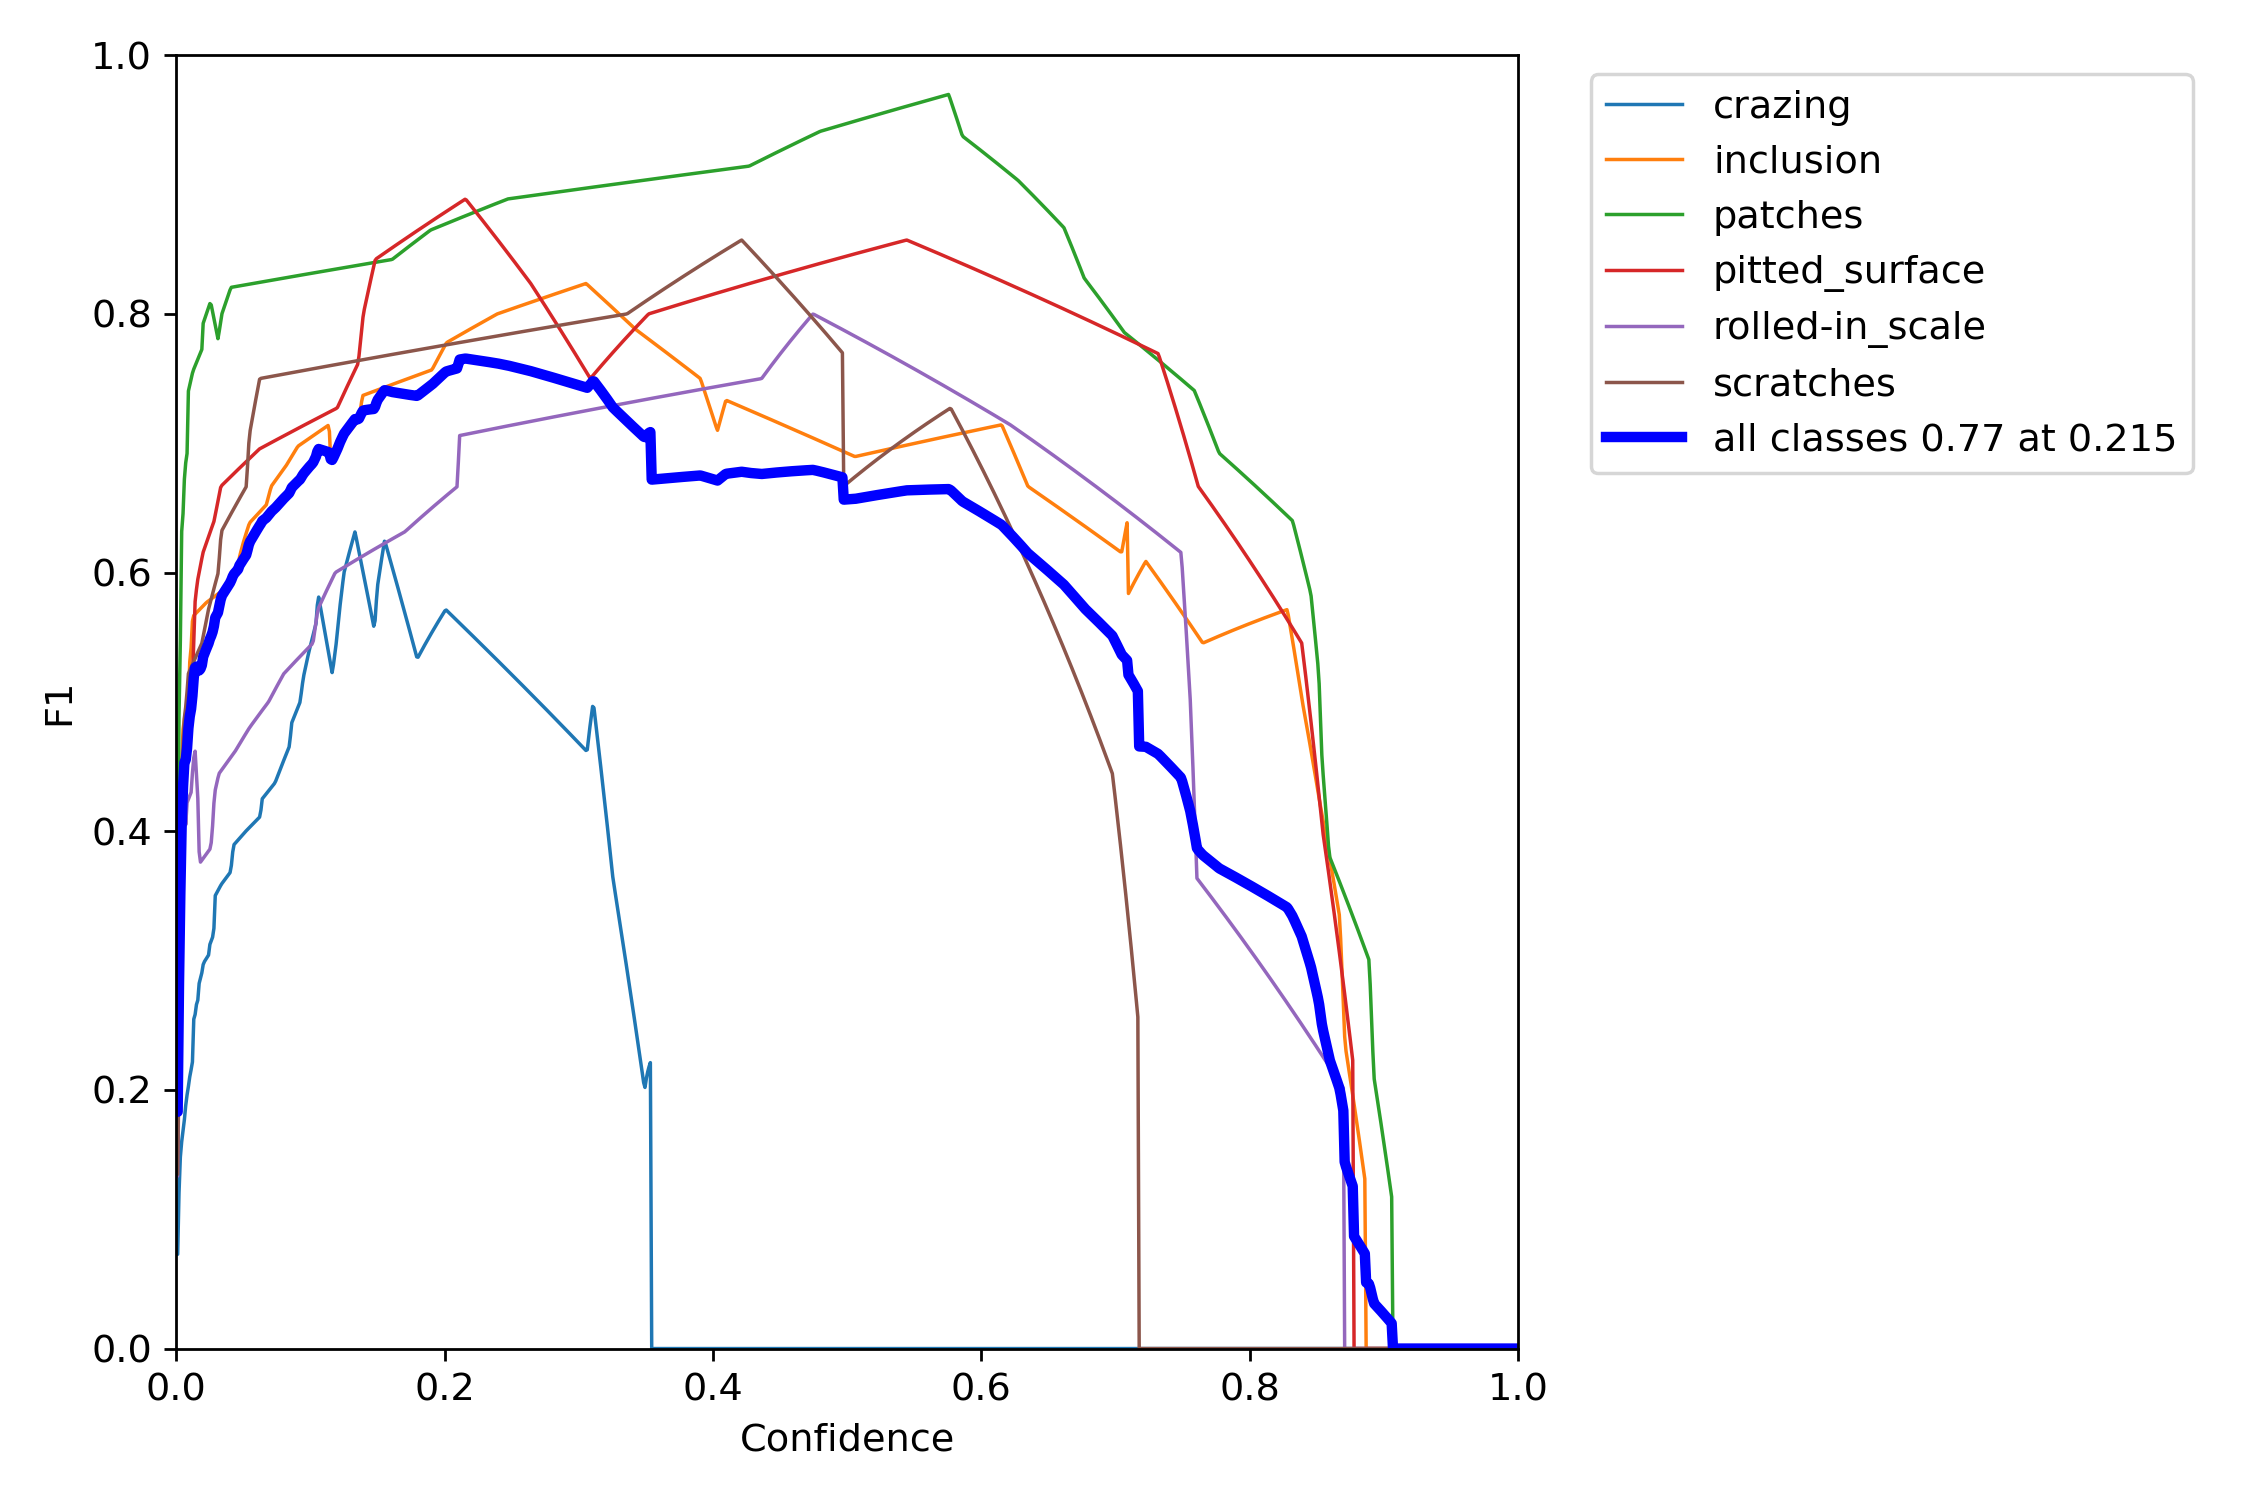 1.0
0.8
0.6
0.4
0.2
0.0
F1
0.0 0.2 0.4 0.6 0.8 1.0
Confidence
crazing
inclusion
patches
pitted_surface
rolled-in_scale
scratches
all classes 0.77 at 0.215